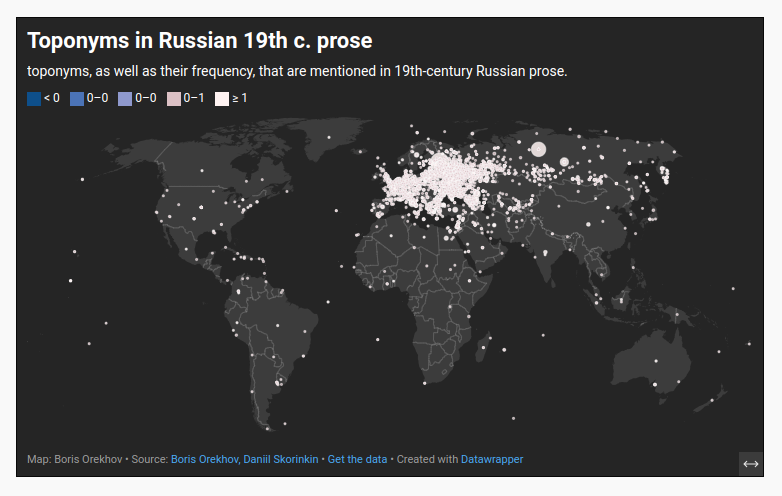 Toponyms in Russian 19th c. prose
toponyms, as well as their frequency, that are mentioned in 19th-century Russian prose.
< 0 0–0 0–0 0–1 ≥ 1
Map: Boris Orekhov • Source: Boris Orekhov, Daniil Skorinkin • Get the data • Created with Datawrapper